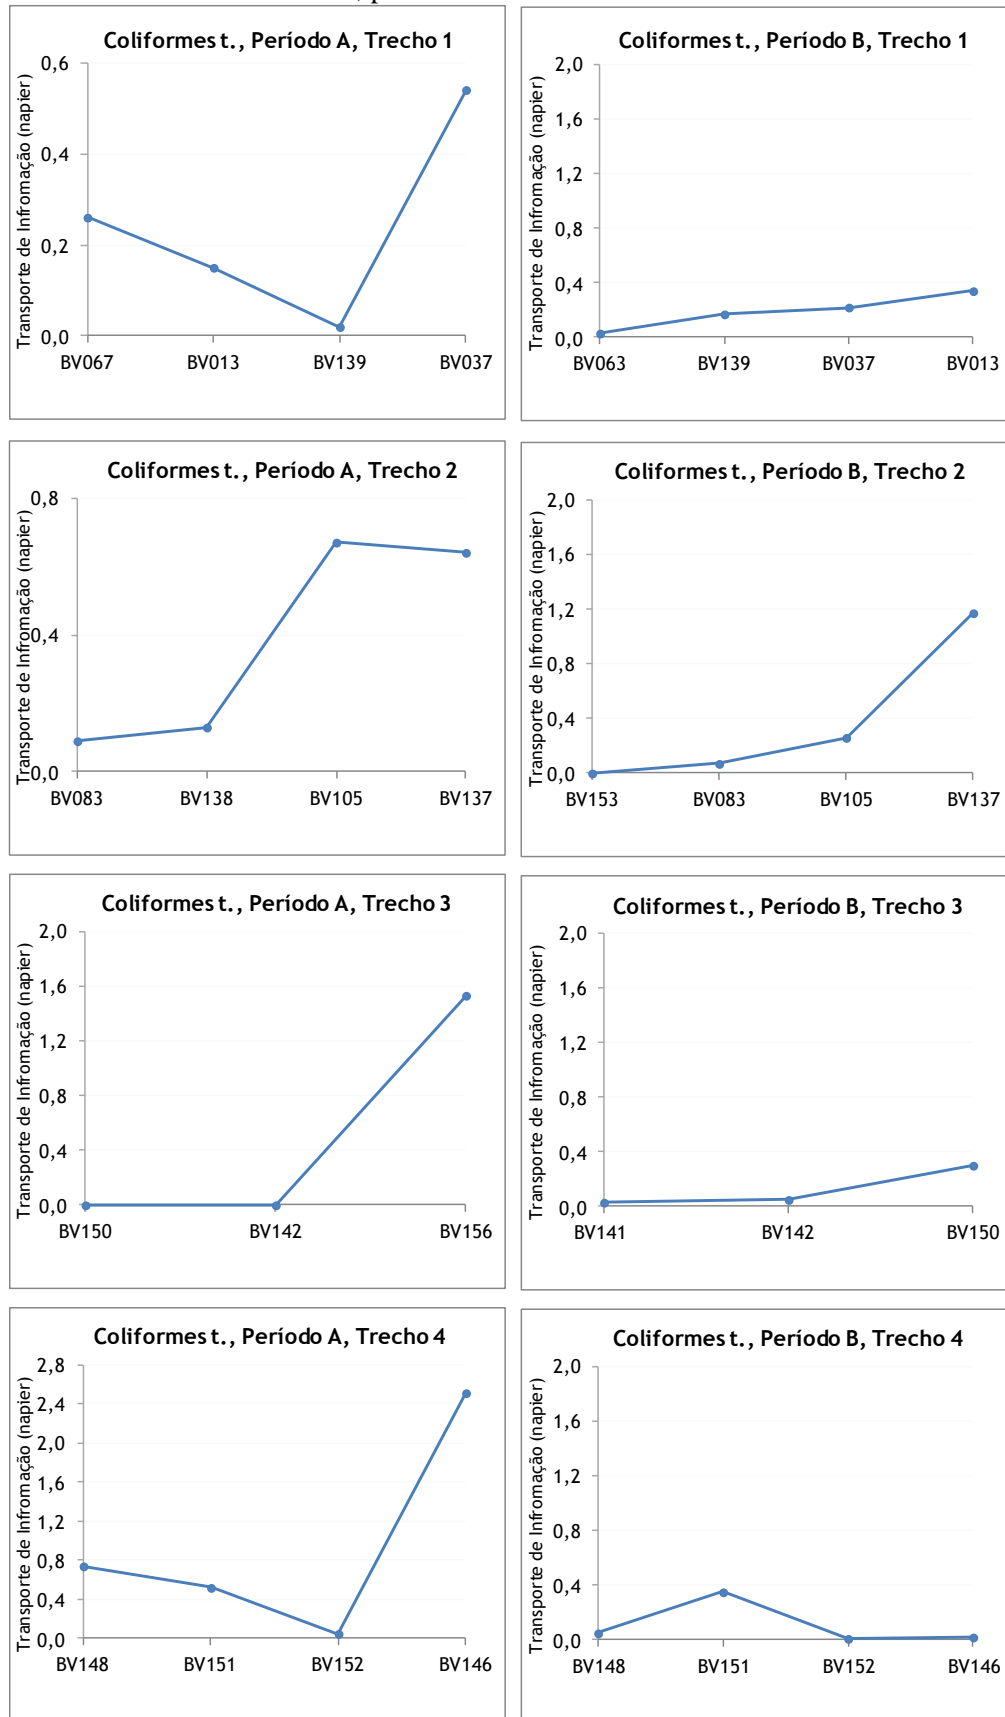 Coliformes t., Período A, Trecho 1
Transporte de Infromação (napier)
0,6
0,4
0,2
0,0
BV067 BV013 BV139 BV037
Coliformes t., Período B, Trecho 1
Transporte de Infromação (napier)
2,0
1,6
1,2
0,8
0,4
0,0
BV063 BV139 BV037 BV013
Coliformes t., Período A, Trecho 2
Transporte de Infromação (napier)
0,8
0,4
0,0
BV083 BV138 BV105 BV137
Coliformes t., Período B, Trecho 2
Transporte de Infromação (napier)
2,0
1,6
1,2
0,8
0,4
0,0
BV153 BV083 BV105 BV137
Coliformes t., Período A, Trecho 3
Transporte de Infromação (napier)
2,0
1,6
1,2
0,8
0,4
0,0
BV150 BV142 BV156
Coliformes t., Período B, Trecho 3
Transporte de Infromação (napier)
2,0
1,6
1,2
0,8
0,4
0,0
BV141 BV142 BV150
Coliformes t., Período A, Trecho 4
Transporte de Infromação (napier)
2,8
2,4
2,0
1,6
1,2
0,8
0,4
0,0
BV148 BV151 BV152 BV146
Coliformes t., Período B, Trecho 4
Transporte de Infromação (napier)
2,0
1,6
1,2
0,8
0,4
0,0
BV148 BV151 BV152 BV146